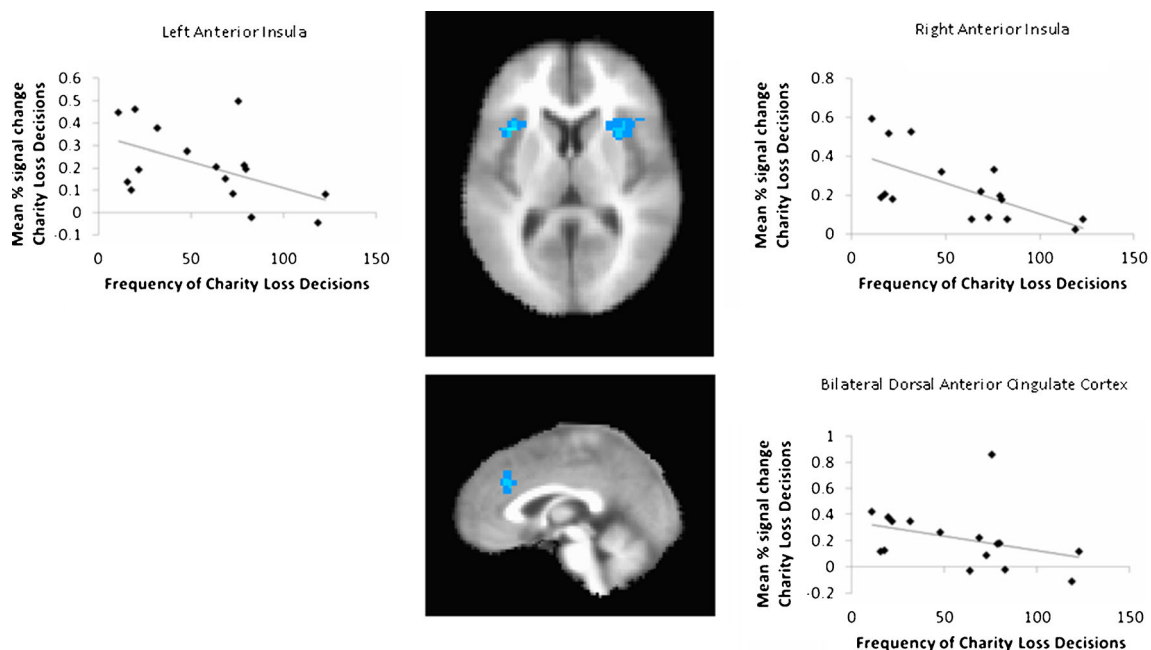 Left Anterior Insula
Mean % signal change
Charity Loss Decisions
0.6
0.5
0.4
0.3
0.2
0.1
0
-0.1
0 50 100 150
Frequency of Charity Loss Decisions
Right Anterior Insula
Mean % signal change
Charity Loss Decisions
0.8
0.6
0.4
0.2
0
0 50 100 150
Frequency of Charity Loss Decisions
Bilateral Dorsal Anterior Cingulate Cortex
Mean % signal change
Charity Loss Decisions
1
0.8
0.6
0.4
0.2
0
-0.2
0 50 100 150
Frequency of Charity Loss Decisions